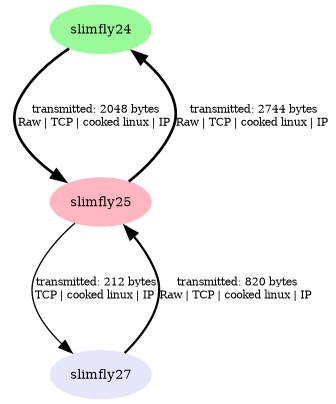 slimfly24
transmitted: 2048 bytes
Raw | TCP | cooked linux | IP
transmitted: 2744 bytes
Raw | TCP | cooked linux | IP
slimfly25
transmitted: 212 bytes
TCP | cooked linux | IP
transmitted: 820 bytes
Raw | TCP | cooked linux | IP
slimfly27